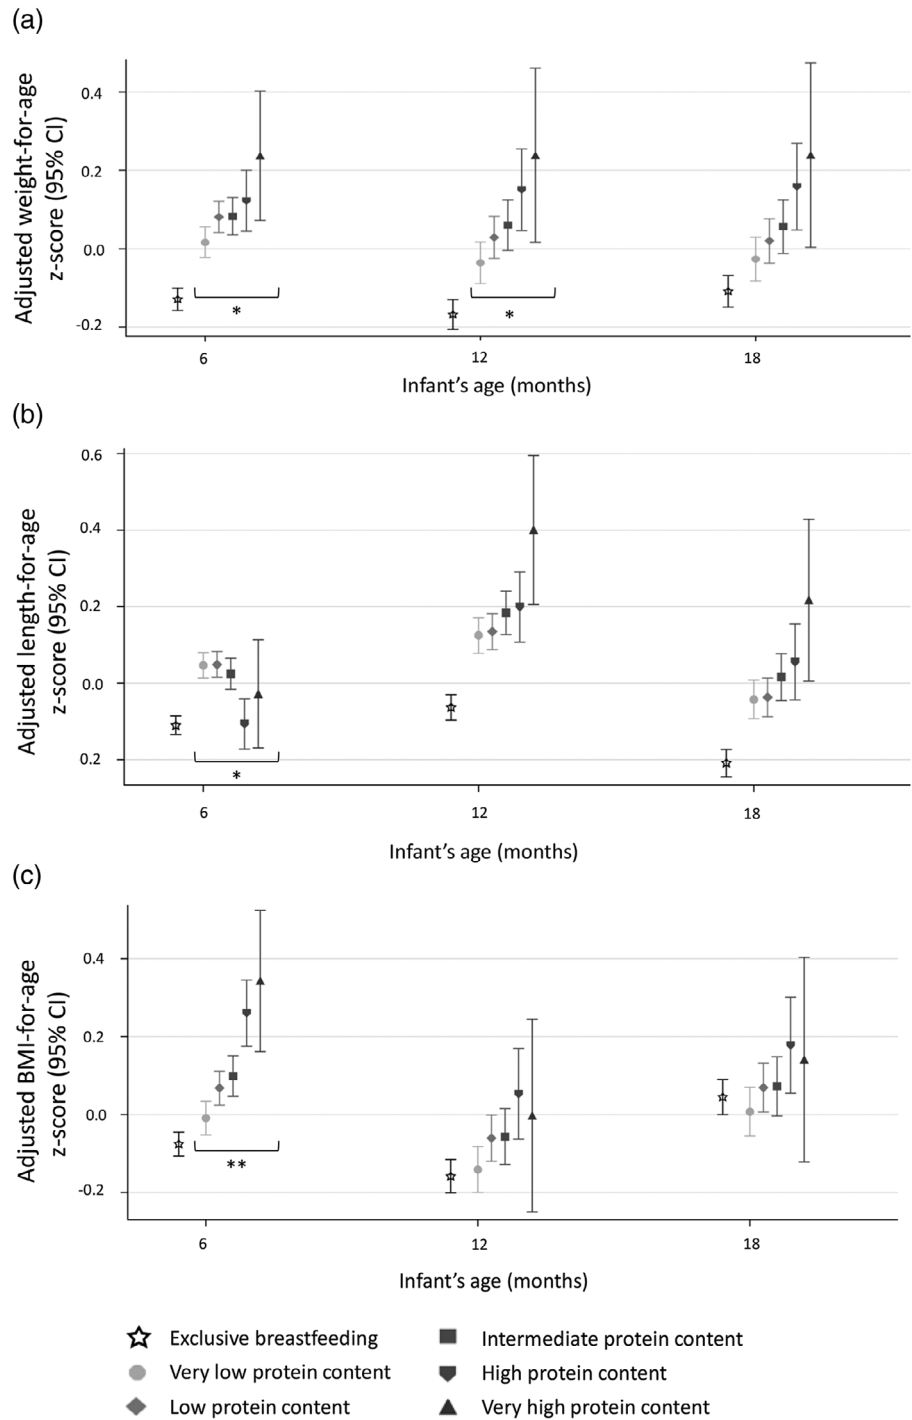 (a)
Adjusted weight-for-age
z-score (95% CI)
0.4
0.2
0.0
-0.2
*
*
6
12
18
Infant's age (months)
(b)
Adjusted length-for-age
z-score (95% CI)
0.6
0.4
0.2
0.0
0.2
*
6
12
18
Infant's age (months)
(c)
Adjusted BMI-for-age
z-score (95% CI)
0.4
0.2
0.0
-0.2
**
6
12
18
Infant's age (months)
Exclusive breastfeeding
Very low protein content
Low protein content
Intermediate protein content
High protein content
Very high protein content